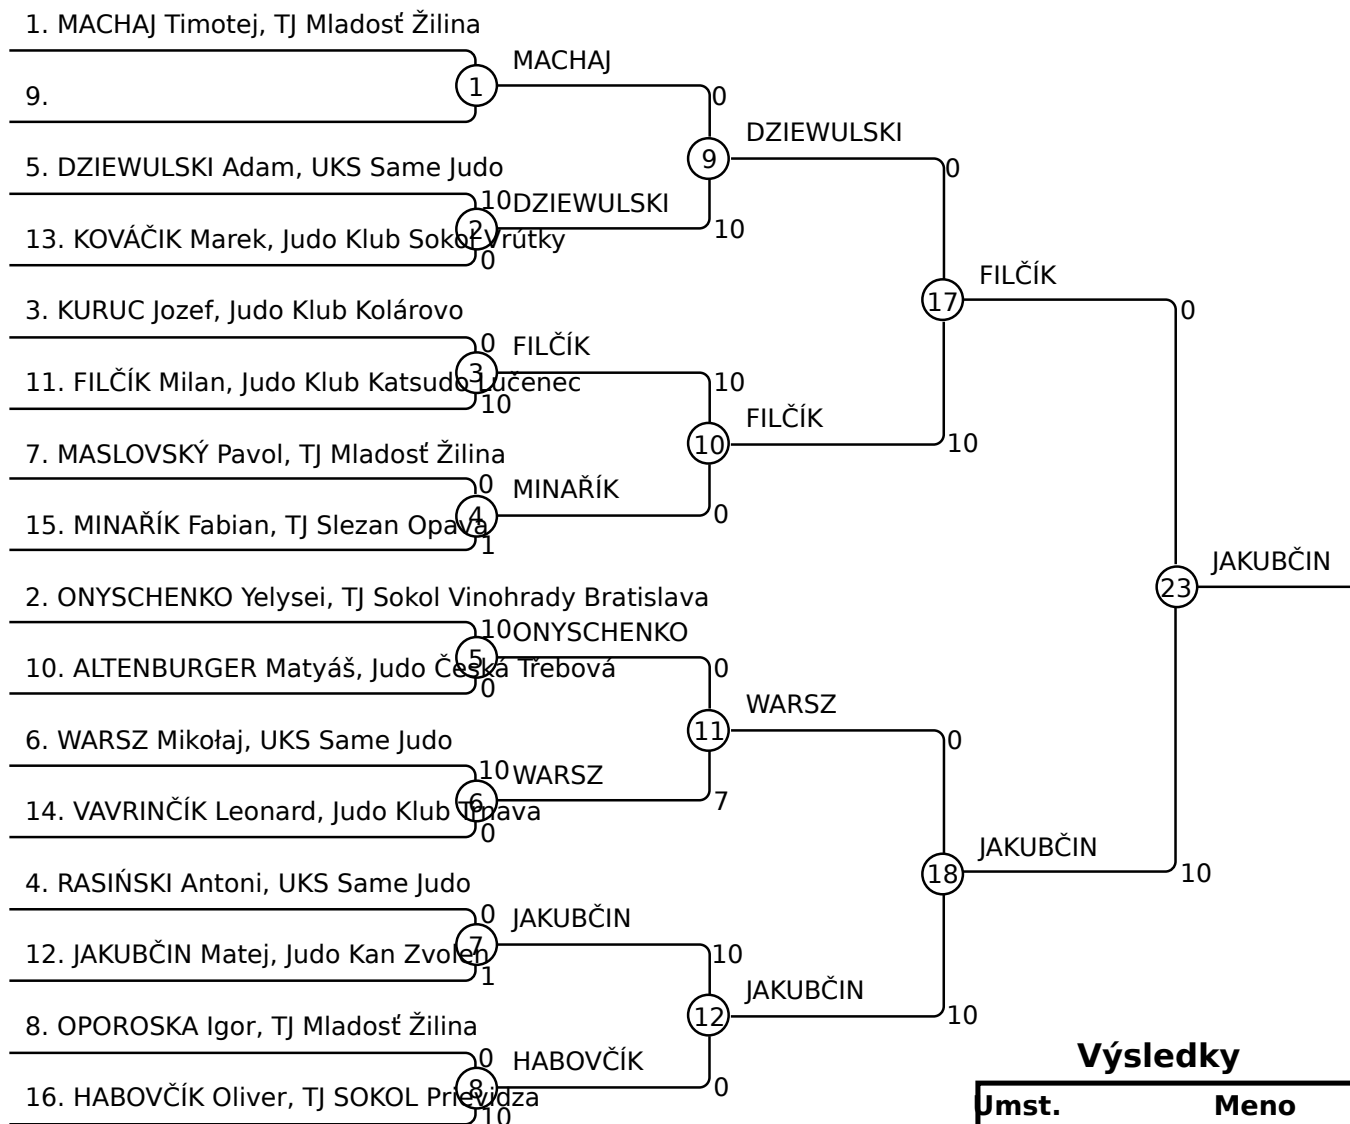 1. MACHAJ Timotej, TJ Mladosť Žilina
MACHAJ
1
9.
0
DZIEWULSKI
9
5. DZIEWULSKI Adam, UKS Same Judo
0
10
DZIEWULSKI
2
10
13. KOVÁČIK Marek, Judo Klub Sokol Vrútky
0
FILČÍK
17
3. KURUC Jozef, Judo Klub Kolárovo
0
0
FILČÍK
3
11. FILČÍK Milan, Judo Klub Katsudo Lučenec
10
10
FILČÍK
10
10
7. MASLOVSKÝ Pavol, TJ Mladosť Žilina
0
MINAŘÍK
4
0
15. MINAŘÍK Fabian, TJ Slezan Opava
1
JAKUBČIN
23
2. ONYSCHENKO Yelysei, TJ Sokol Vinohrady Bratislava
10
ONYSCHENKO
5
10. ALTENBURGER Matyáš, Judo Česká Třebová
0
0
WARSZ
11
6. WARSZ Mikołaj, UKS Same Judo
0
10
WARSZ
6
7
14. VAVRINČÍK Leonard, Judo Klub Trnava
0
JAKUBČIN
18
10
4. RASIŃSKI Antoni, UKS Same Judo
0
JAKUBČIN
7
12. JAKUBČIN Matej, Judo Kan Zvolen
10
1
JAKUBČIN
12
10
8. OPOROSKA Igor, TJ Mladosť Žilina
0
HABOVČÍK
8
0
16. HABOVČÍK Oliver, TJ SOKOL Prievidza
10
Výsledky
Umst. Meno